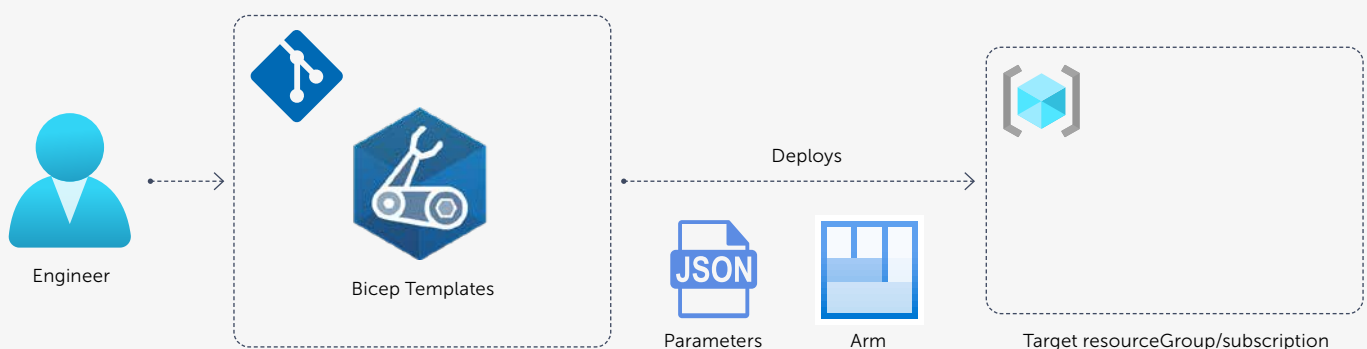 Deploys
JSON
Engineer
Bicep Templates
Parameters
Arm
Target resourceGroup/subscription